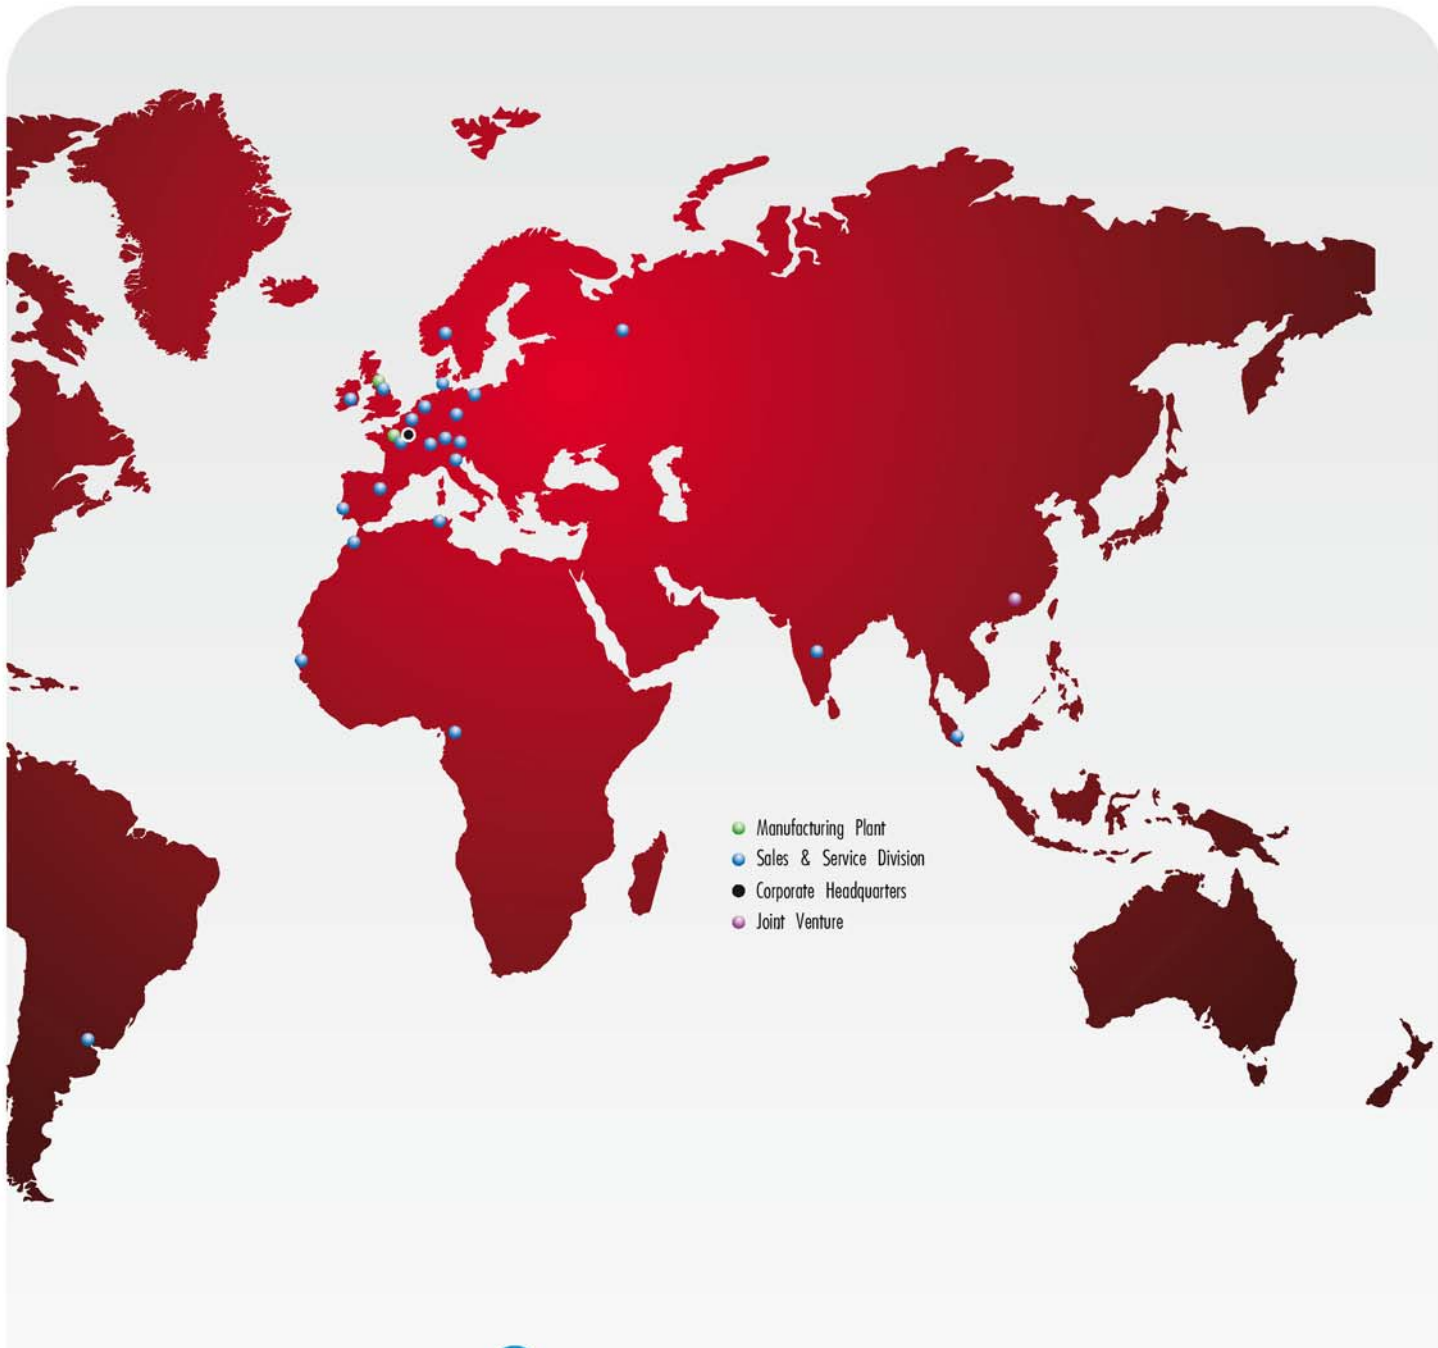 Manufacturing Plant
Sales & Service Division
Corporate Headquarters
Joint Venture